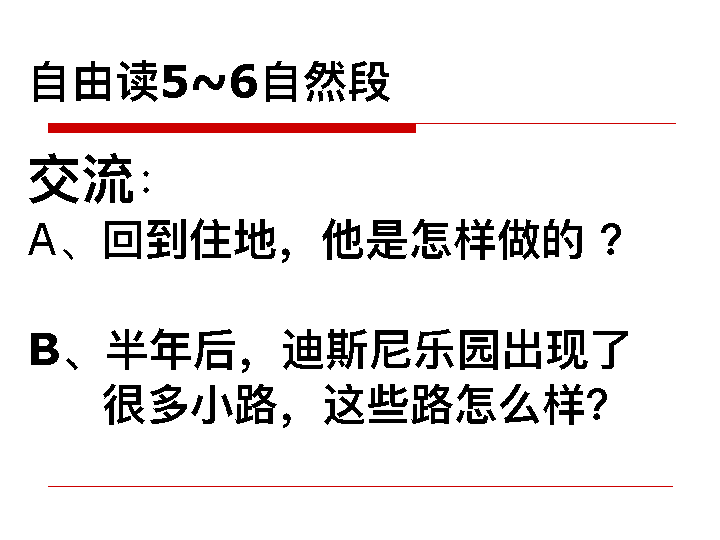 自由读5~6自然段
交流：
A、回到住地，他是怎样做的 ？
B、半年后，迪斯尼乐园出现了
很多小路，这些路怎么样?